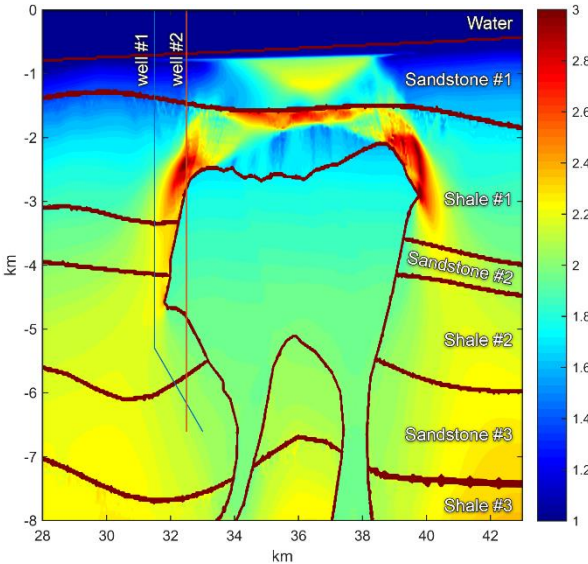 0
-1
-2
-3
-4
-5
-6
-7
-8
km
28
30
32
34
36
38
40
42
km
well #1
well #2
Water
Sandstone #1
Shale #1
Sandstone #2
Shale #2
Sandstone #3
Shale #3
3
2.8
2.6
2.4
2.2
2
1.8
1.6
1.4
1.2
1